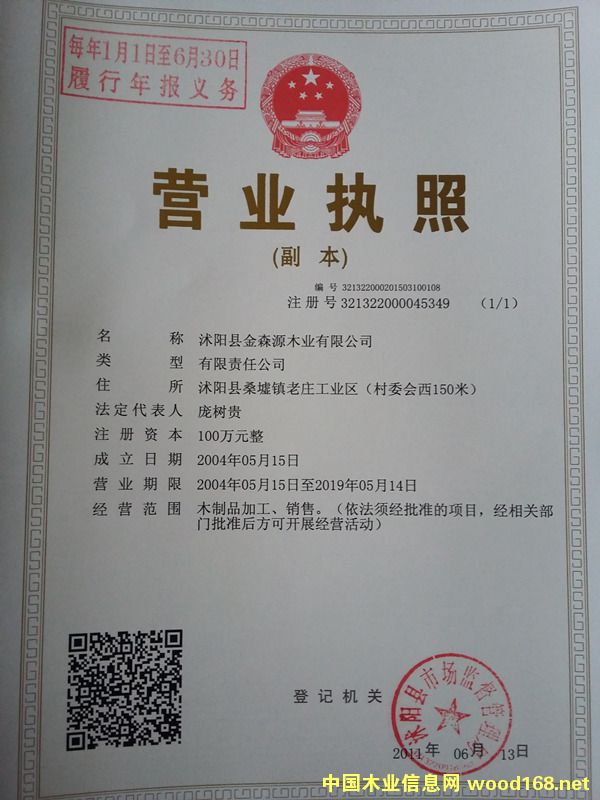 每年1月1日至6月30日
履行年报义务
营业执照
(副 本)
编 号 321322000201503100108
注 册 号 321322000045349 (1/1)
名 称 沭阳县金森源木业有限公司
类 型 有限责任公司
住 所 沭阳县桑墟镇老庄工业区（村委会西150米）
法定代表人 庞树贵
注 册 资 本 100万元整
成 立 日 期 2004年05月15日
营 业 期 限 2004年05月15日至2019年05月14日
经 营 范 围 木制品加工、销售。（依法须经批准的项目，经相关部
门批准后方可开展经营活动）
登 记 机 关
沭阳县市场监督管理局
2011年 06月 13日
中国木业信息网 wood168.net